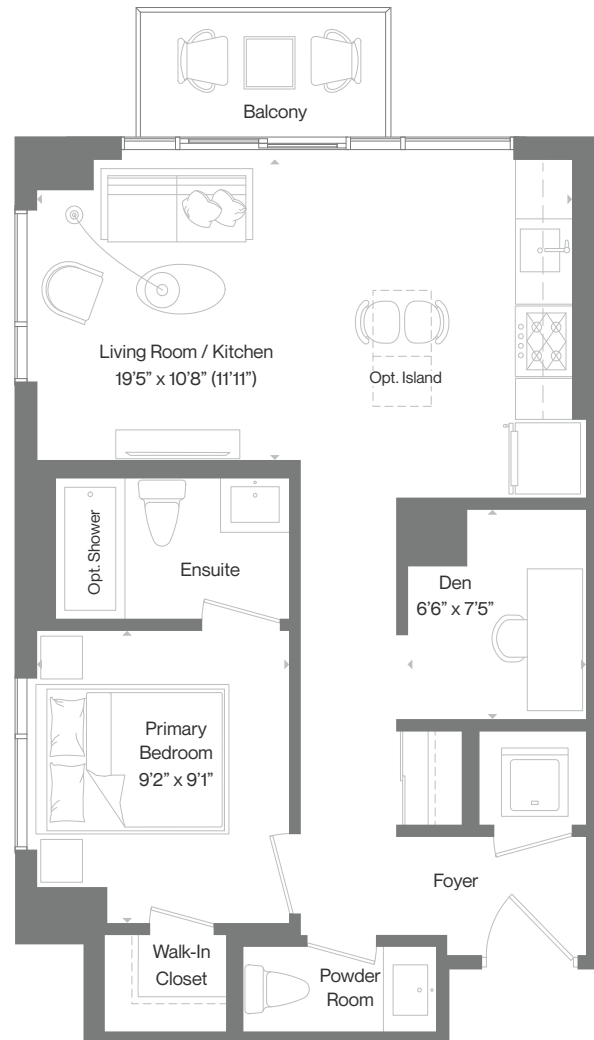 Balcony
Living Room / Kitchen
19’5” x 10’8” (11’11”)
Opt. Island
Opt. Shower
Ensuite
Den
6’6” x 7’5”
Primary
Bedroom
9’2” x 9’1”
Foyer
Walk-In
Closet
Powder
Room